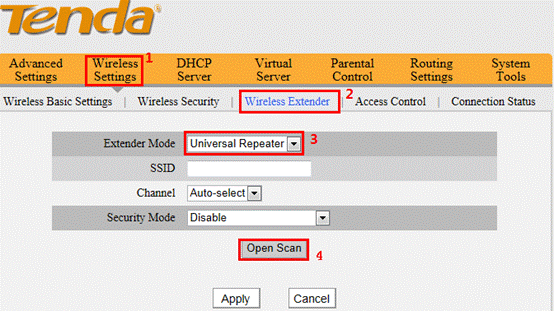 Tenda
1
Advanced Settings Wireless Settings DHCP Server Virtual Server Parental Control Routing Settings System Tools
2
Wireless Basic Settings | Wireless Security | Wireless Extender | Access Control | Connection Status
Extender Mode Universal Repeater 3
SSID
Channel Auto-select
Security Mode Disable
Open Scan 4
Apply Cancel